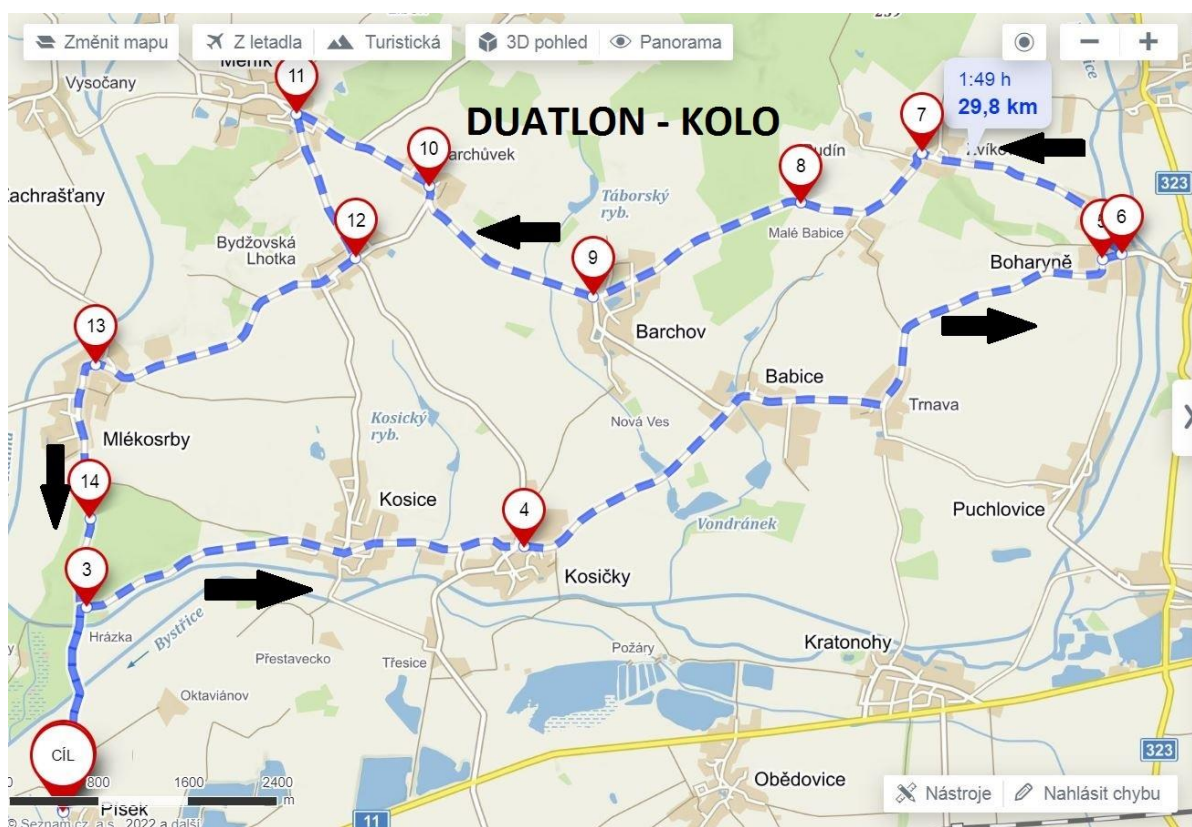 Změnit mapu
Z letadla
Turistická
3D pohled
Panorama
Měník
Vysočany
DUATLON - KOLO
1:49 h
29,8 km
11
7
10
8
323
Táborský
ryb.
12
5
6
Malé Babice
Bydžovská
Lhotka
9
Boharyně
13
Barchov
Babice
Trnava
Kosický
ryb.
Nová Ves
Mlékosrby
14
Kosice
4
Puchlovice
Vondránek
3
Kosičky
Hrázka
Bystřice
Přestavecko
Třesice
Požáry
Kratonohy
Oktaviánov
CÍL
323
0 800 1600 2400
m
Obědovice
Nástroje
Nahlásit chybu
Písek
11
© Seznam.cz, a.s., 2022 a další